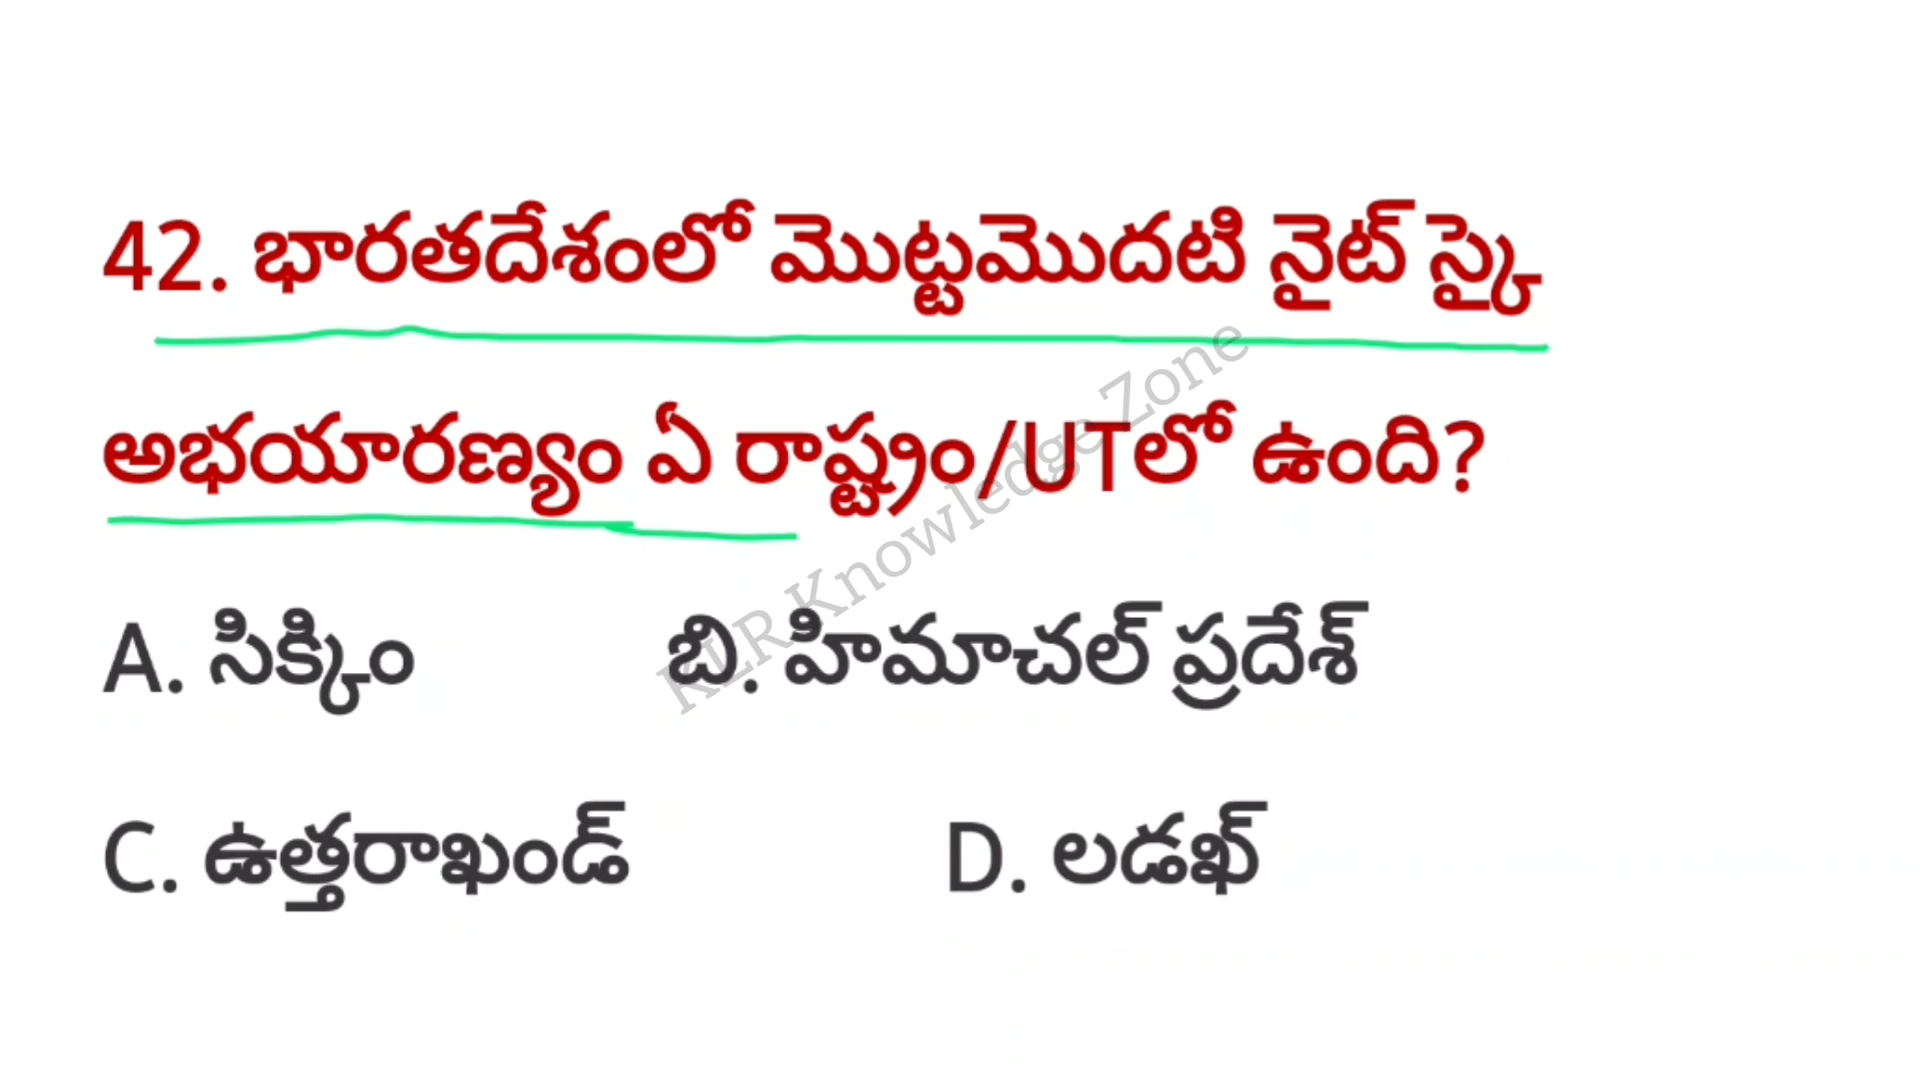 42. భారతదేశంలో మొట్టమొదటి నైట్ స్కై
అభయారణ్యం ఏ రాష్ట్రం/UTలో ఉంది?
A. సిక్కిం బి. హిమాచల్ ప్రదేశ్
C. ఉత్తరాఖండ్ D. లడఖ్
KLR Knowledge Zone